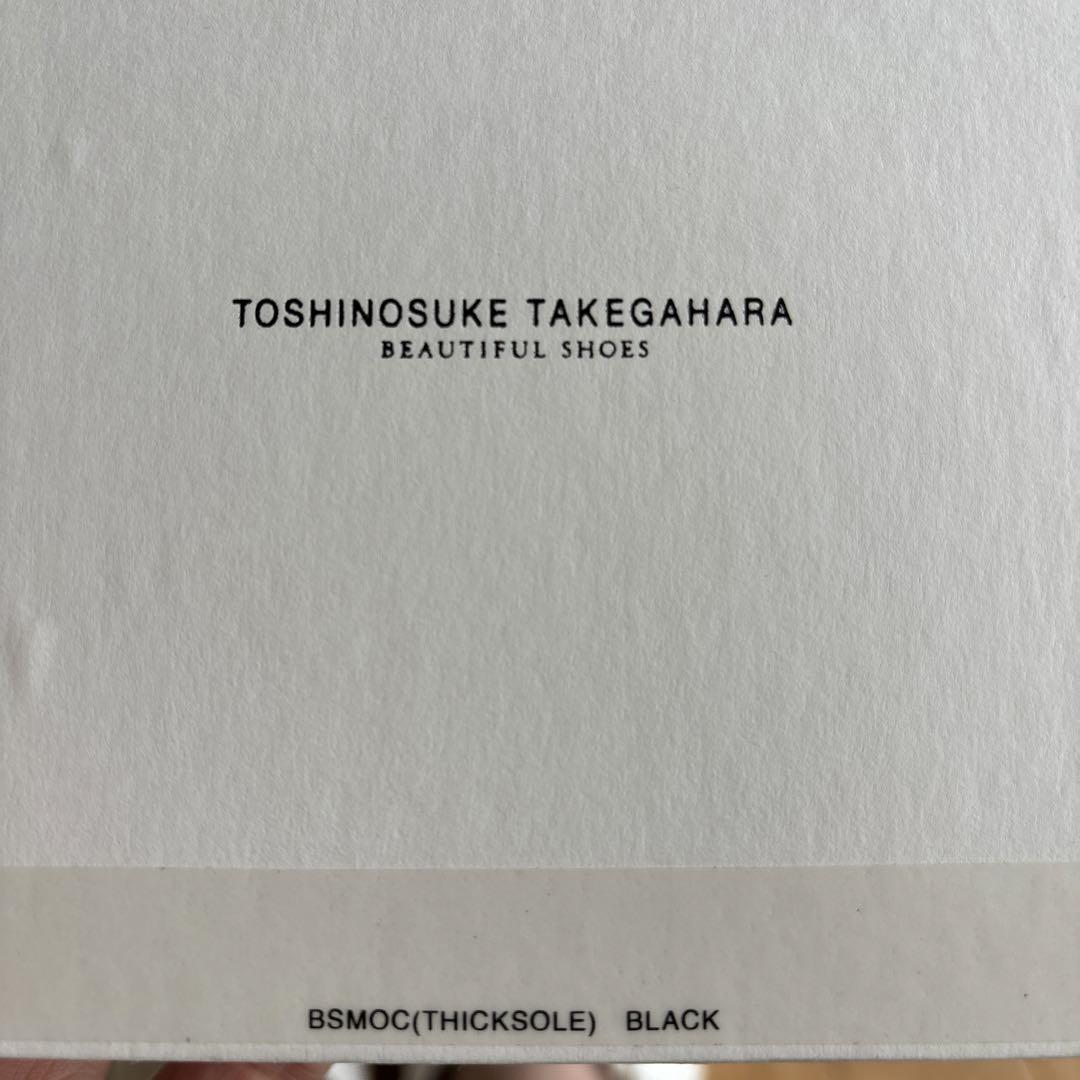 TOSHINOSUKE TAKEGAHARA
BEAUTIFUL SHOES
BSMOC(THICKSOLE) BLACK